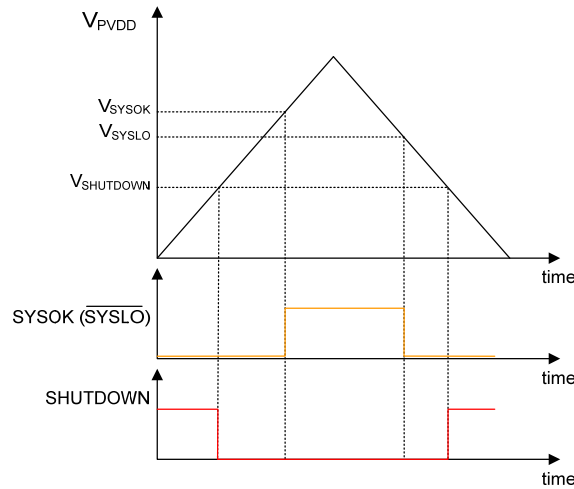 VPVDD
VSYSOK
VSYSLO
VSHUTDOWN
time
SYSOK (SYSLO)
time
SHUTDOWN
time